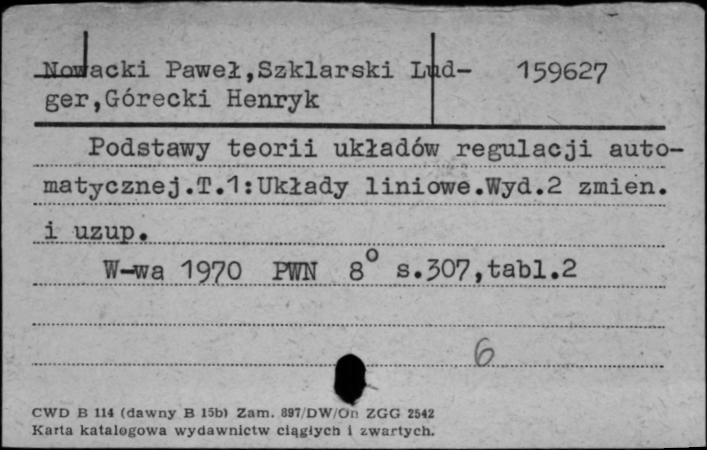 Nowacki Paweł,Szklarski Lud- 159627
ger,Górecki Henryk
Podstawy teorii układów regulacji auto-
matycznej.T.1:Układy liniowe.Wyd.2 zmien.
i uzup.
W-wa 1970 PWN 8° s.307,tabl.2
6
CWD B 114 (dawny B 15b) Zam. 897/DW/On ZGG 2542
Karta katalogowa wydawnictw ciągłych i zwartych.